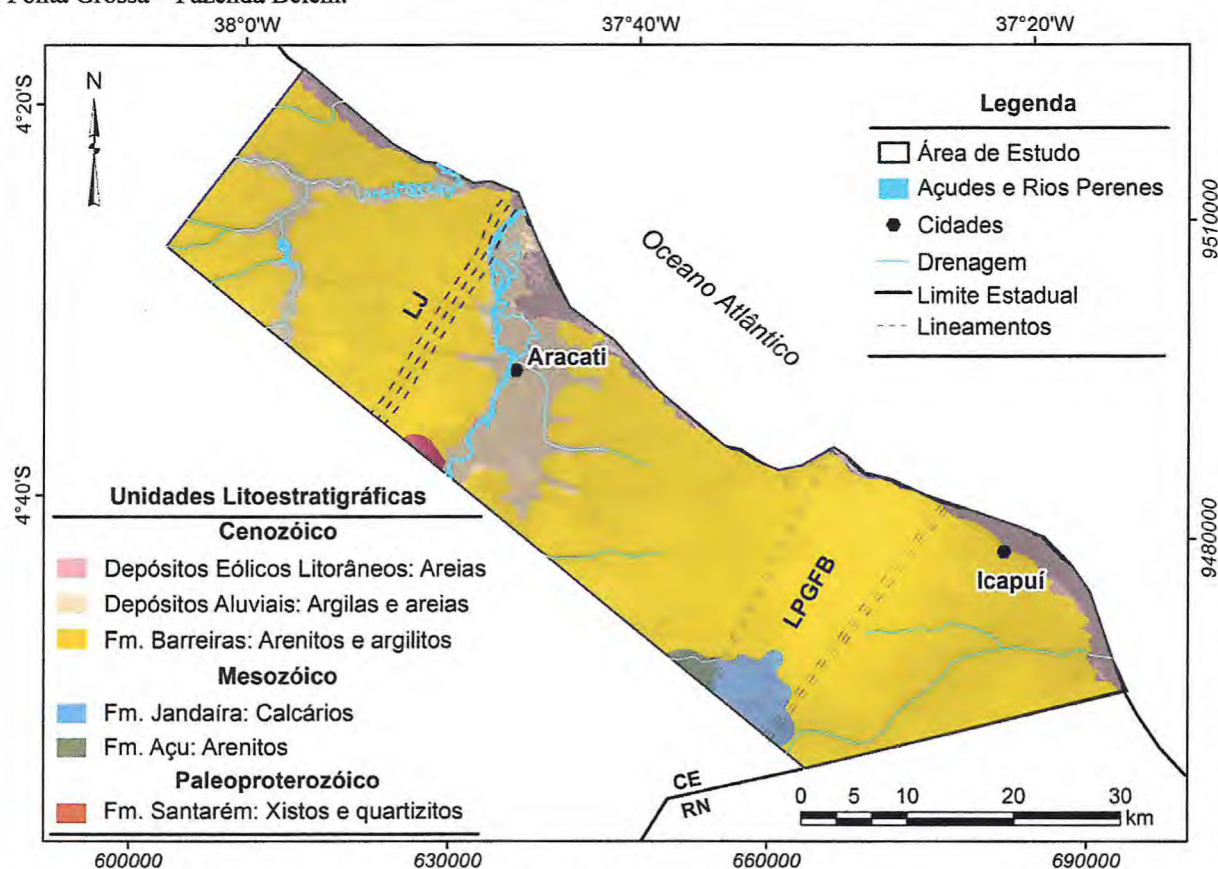 Ponta Grossa – Fazenda Belém.
38°0'W
37°40'W
37°20'W
4°20'S
4°40'S
N
Legenda
Área de Estudo
Açudes e Rios Perenes
Cidades
Drenagem
Limite Estadual
Lineamentos
9510000
9480000
Oceano Atlântico
LJ
Aracati
LPGFB
Icapuí
Unidades Litoestratigráficas
Cenozóico
Depósitos Eólicos Litorâneos: Areias
Depósitos Aluviais: Argilas e areias
Fm. Barreiras: Arenitos e argilitos
Mesozóico
Fm. Jandaíra: Calcários
Fm. Açu: Arenitos
Paleoproterozóico
Fm. Santarém: Xistos e quartizitos
CE
RN
0 5 10 20 30
km
600000
630000
660000
690000